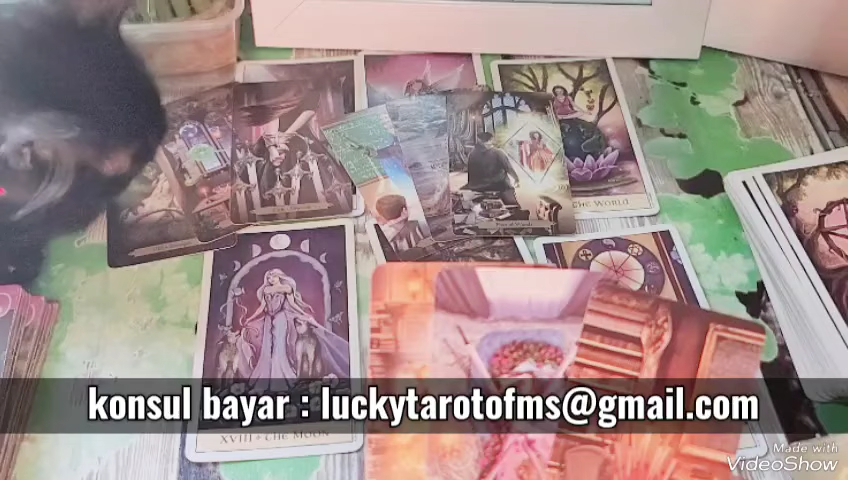 THE WORLD
XVIII + THE MOON
konsul bayar : luckytarotofms@gmail.com
Made with
VideoShow